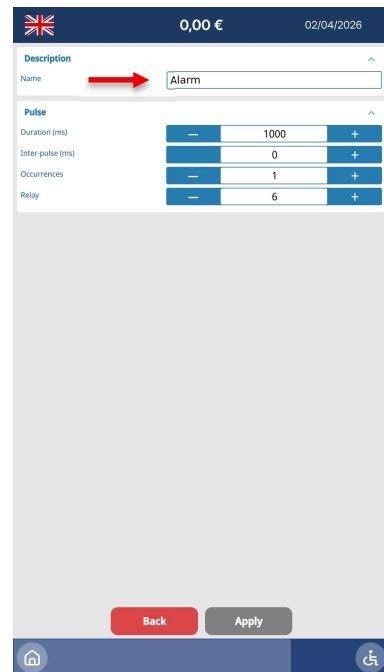 0,00 €
02/04/2026
Description
Name
Alarm
Pulse
Duration (ms)
1000
Inter-pulse (ms)
0
Occurrences
1
Relay
6
Back
Apply